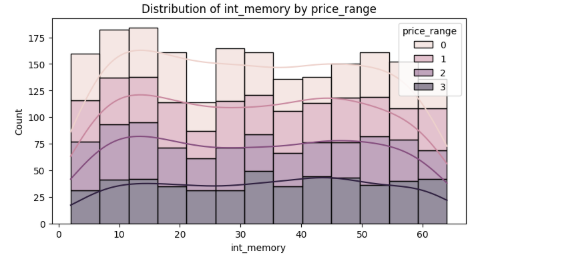 Distribution of int_memory by price_range
price_range
0
1
2
3
175
150
125
100
75
50
25
0
Count
0 10 20 30 40 50 60
int_memory